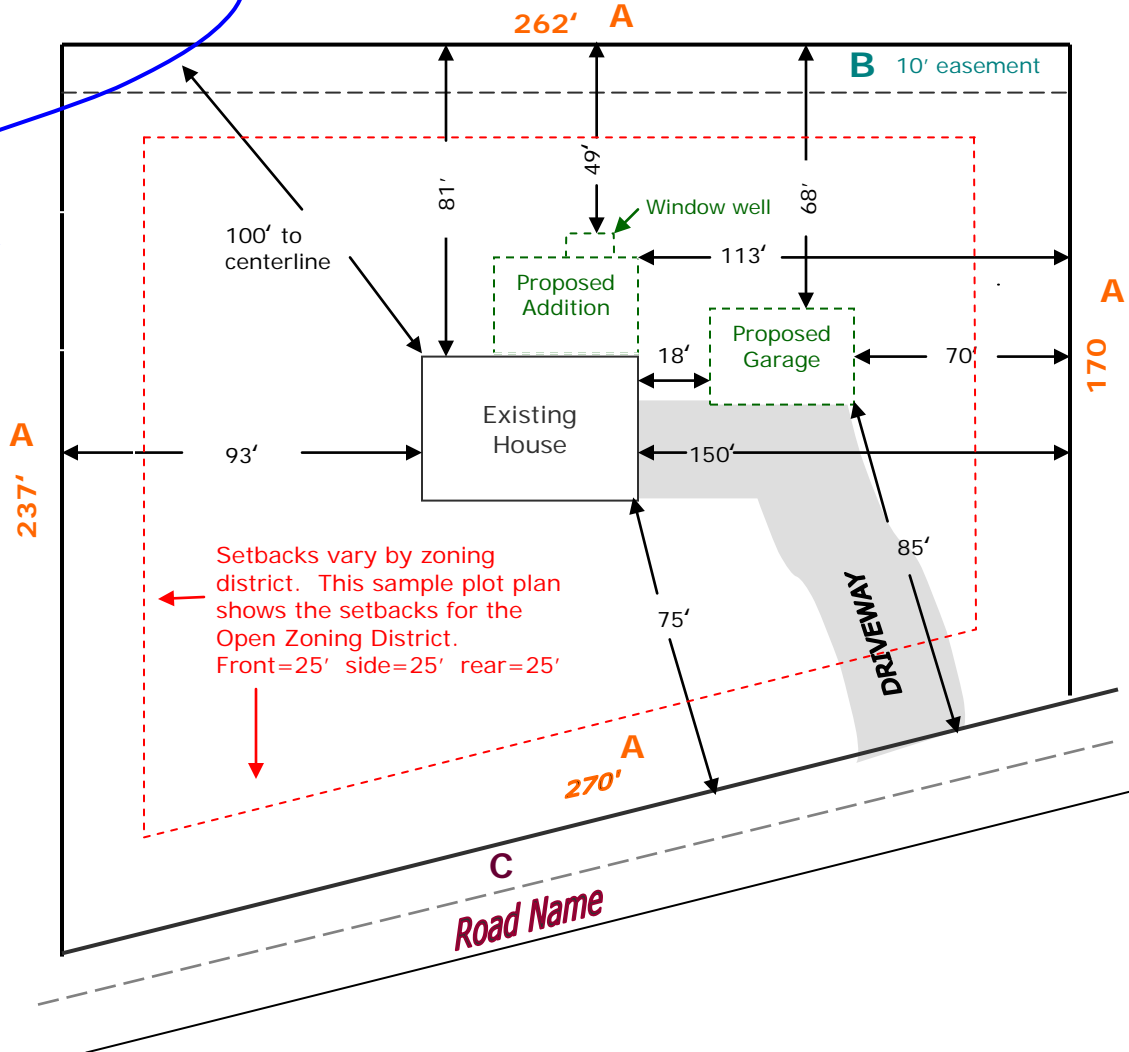 262‘ A
B 10’ easement
49‘
81’
68’
Window well
100‘ to
centerline
113‘
Proposed
Addition
A
170
Proposed
Garage
18‘
70‘
Existing
House
A
237‘
93‘
150‘
Setbacks vary by zoning
district. This sample plot plan
shows the setbacks for the
Open Zoning District.
Front=25’ side=25’ rear=25’
85‘
75‘
DRIVEWAY
A
270’
C
Road Name